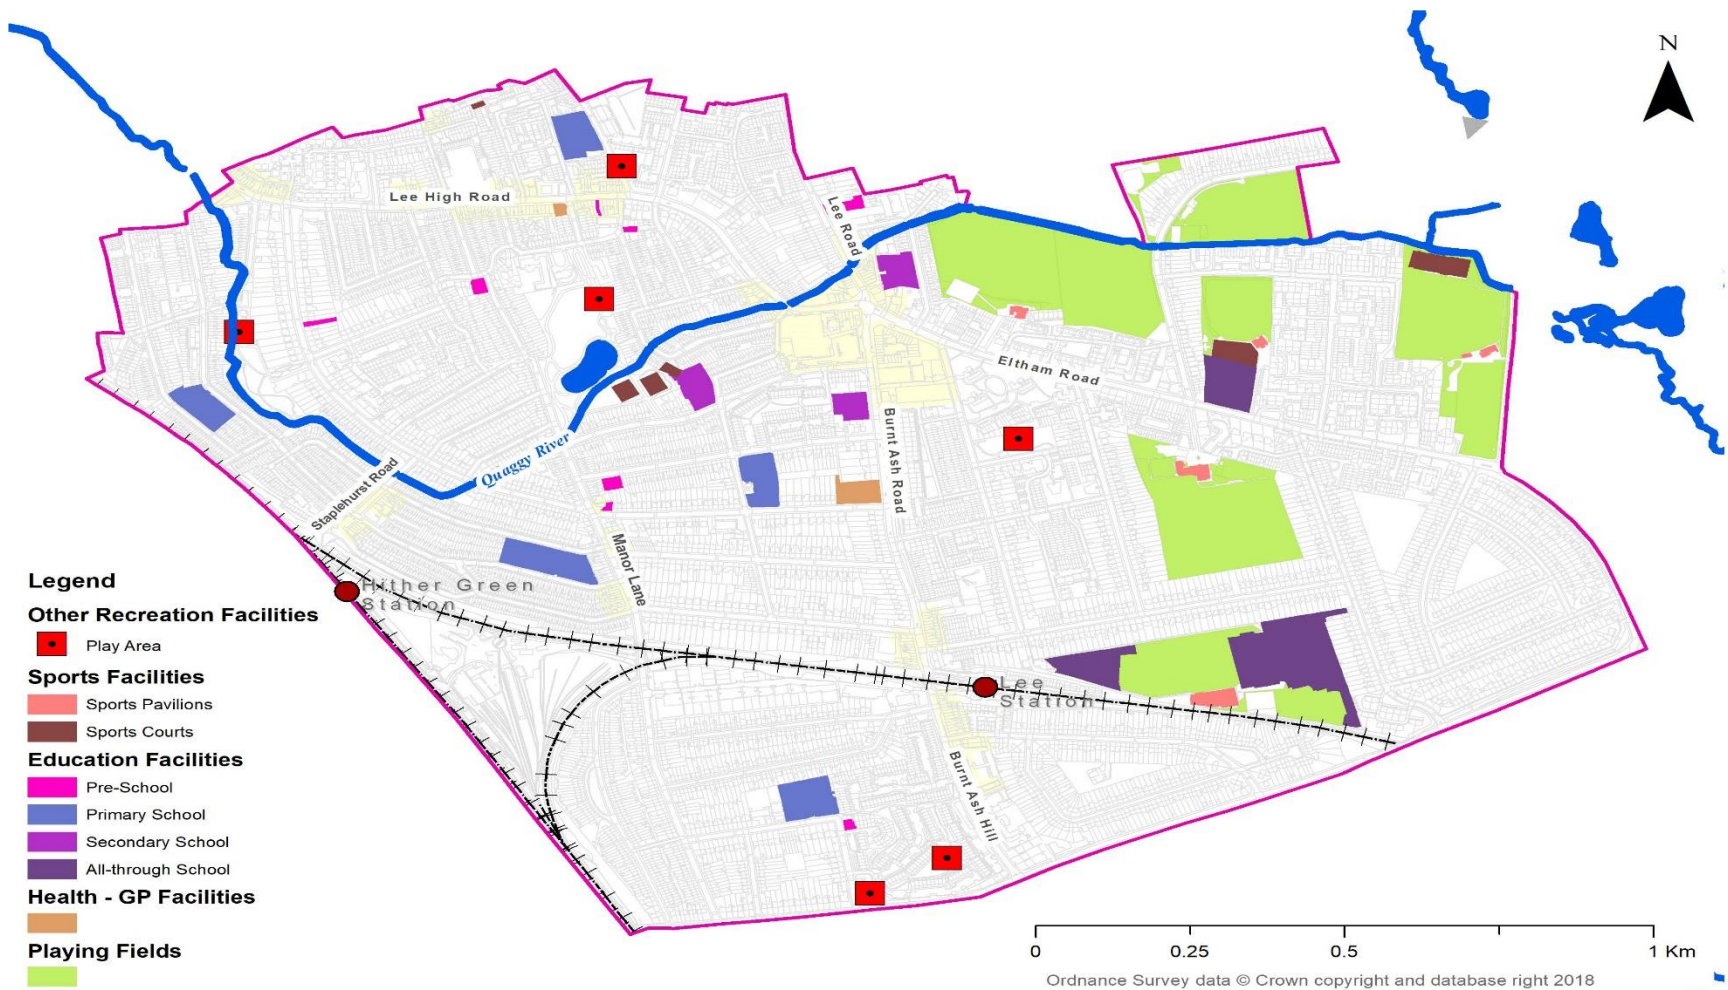 N
Lee High Road
Lee Road
Eltham Road
Burnt Ash Road
Quaggy River
Staplehurst Road
Manor Lane
Hither Green
Station
Lee
Station
Burnt Ash Hill
Legend
Other Recreation Facilities
Play Area
Sports Facilities
Sports Pavilions
Sports Courts
Education Facilities
Pre-School
Primary School
Secondary School
All-through School
Health - GP Facilities
Playing Fields
0 0.25 0.5 1 Km
Ordnance Survey data © Crown copyright and database right 2018